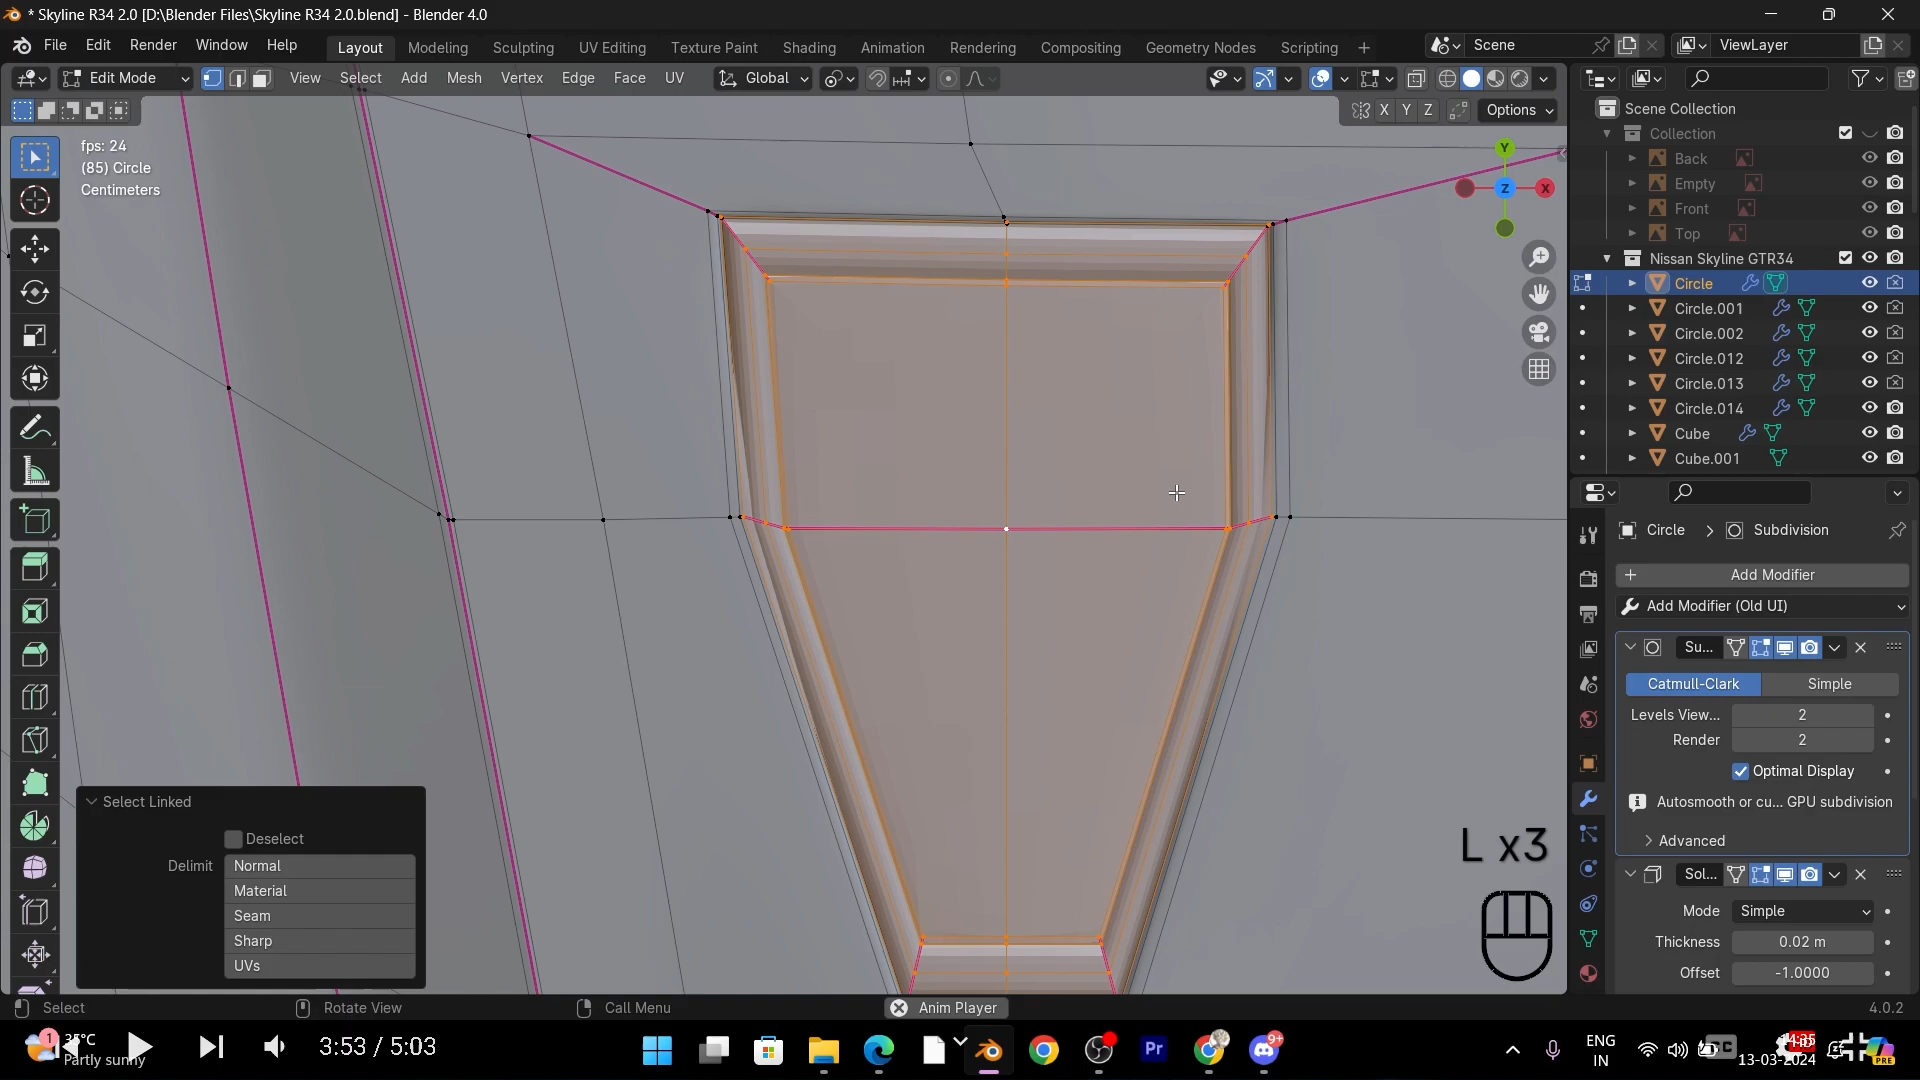 * Skyline R34 2.0 [D:\Blender Files\Skyline R34 2.0.blend] - Blender 4.0
File Edit Render Window Help
Layout Modeling Sculpting UV Editing Texture Paint Shading Animation Rendering Compositing Geometry Nodes Scripting +
Scene
ViewLayer
Edit Mode
View Select Add Mesh Vertex Edge Face UV
Global
X Y Z
Options
fps: 24
(85) Circle
Centimeters
Y
Z
X
Scene Collection
Collection
Back
Empty
Front
Top
Nissan Skyline GTR34
Circle
Circle.001
Circle.002
Circle.012
Circle.013
Circle.014
Cube
Cube.001
Circle > Subdivision
+ Add Modifier
Add Modifier (Old UI)
Su...
Catmull-Clark Simple
Levels View... 2
Render 2
Optimal Display
Autosmooth or cu... GPU subdivision
Advanced
Sol...
Mode Simple
Thickness 0.02 m
Offset -1.0000
L x3
Select Linked
Deselect
Delimit Normal
Material
Seam
Sharp
UVs
Select
Rotate View
Call Menu
Anim Player
4.0.2
1
35°C
Partly sunny
3:53 / 5:03
Pr
9+
ENG
IN
13-03-2024
PRE